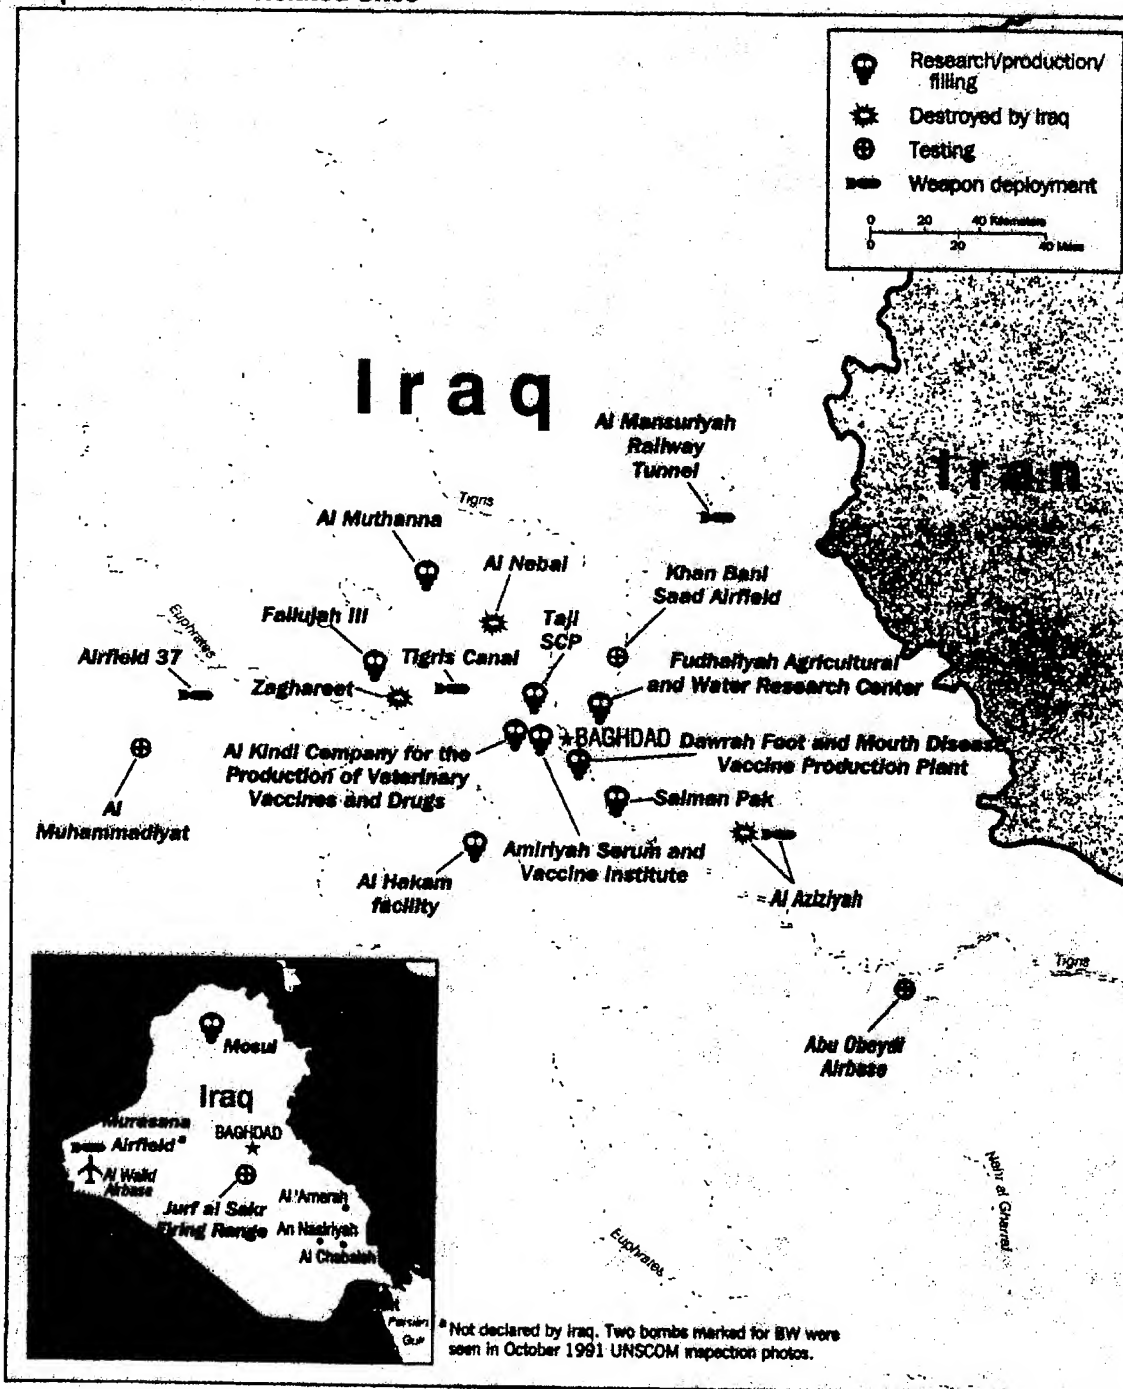 Research/production/
filling
Destroyed by Iraq
Testing
Weapon deployment
0 20 40 Kilometers
0 20 40 Miles
Iraq
Iran
Al Mansuriyah
Railway
Tunnel
Tigris
Al Muthanna
Al Nebai
Khan Bani
Saad Airfield
Euphrates
Fallujah III
Taji
SCP
Airfield 37
Tigris Canal
Fudhaliyah Agricultural
and Water Research Center
Zaghareet
BAGHDAD
Al Kindi Company for the
Production of Veterinary
Vaccines and Drugs
Dawrah Foot and Mouth Disease
Vaccine Production Plant
Al
Muhammadiyat
Salman Pak
Amiriyah Serum and
Vaccine Institute
Al Hakam
facility
Al Aziziyah
Tigris
Abu Obeydi
Airbase
Nahr al Gharraf
Euphrates
Mosul
Iraq
Murasana
Airfield a
BAGHDAD
Al Walid
Airbase
Jurf al Sakr
Firing Range
Al 'Amarah
An Nasiriyah
Al Chabaish
Persian
Gulf
a Not declared by Iraq. Two bombs marked for BW were
seen in October 1991 UNSCOM inspection photos.